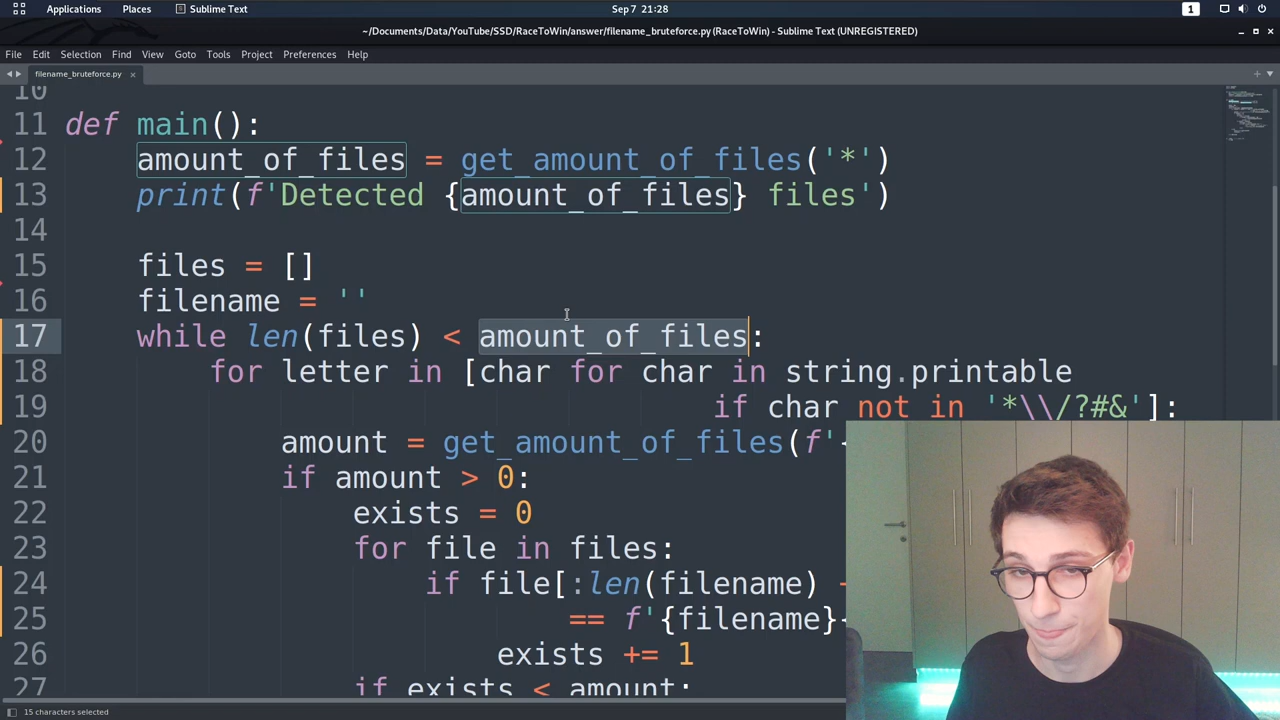 Applications Places Sublime Text Sep 7 21:28 1
~/Documents/Data/YouTube/SSD/RaceToWin/answer/filename_bruteforce.py (RaceToWin) - Sublime Text (UNREGISTERED)
File Edit Selection Find View Goto Tools Project Preferences Help
filename_bruteforce.py
10
11 def main():
12 amount_of_files = get_amount_of_files('*')
13 print(f'Detected {amount_of_files} files')
14
15 files = []
16 filename = ''
17 while len(files) < amount_of_files:
18 for letter in [char for char in string.printable
19 if char not in '*\\/?#&']:
20 amount = get_amount_of_files(f'{
21 if amount > 0:
22 exists = 0
23 for file in files:
24 if file[:len(filename) +
25 == f'{filename}{
26 exists += 1
27 if exists < amount:
15 characters selected